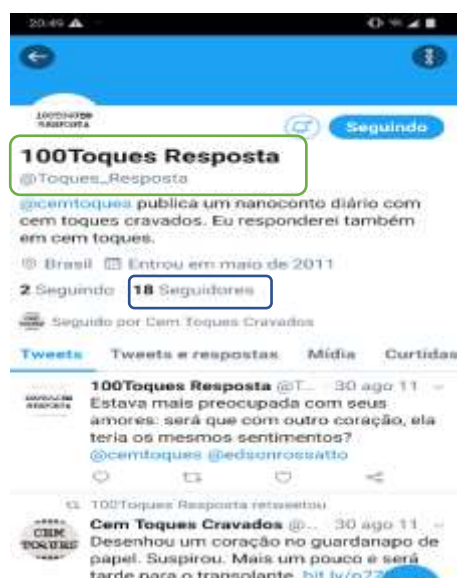 20:49
100TOQUES
RESPOSTA
Seguindo
100Toques Resposta
@Toques_Resposta
@cemtoques publica um nanoconto diário com
cem toques cravados. Eu responderei também
em cem toques.
Brasil Entrou em maio de 2011
2 Seguindo 18 Seguidores
Seguido por Cem Toques Cravados
Tweets Tweets e respostas Mídia Curtidas
100Toques Resposta @T... 30 ago 11
Estava mais preocupada com seus
amores: será que com outro coração, ela
teria os mesmos sentimentos?
@cemtoques @edsonrossatto
100Toques Resposta retweetou
CEM
TOQUES
Cem Toques Cravados @... 30 ago 11
Desenhou um coração no guardanapo de
papel. Suspirou. Mais um pouco e será
tarde para o transplante.